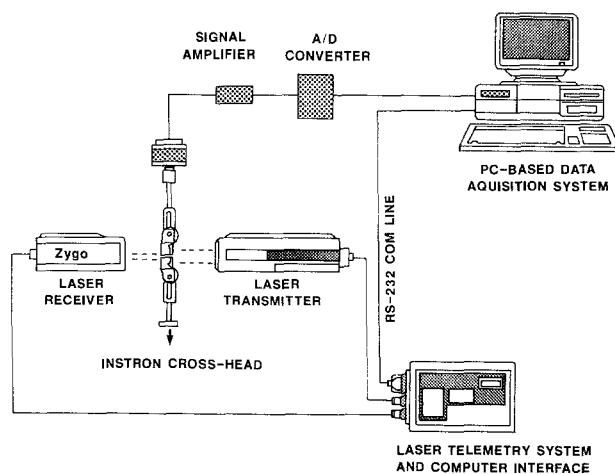 SIGNAL
AMPLIFIER
A/D
CONVERTER
PC-BASED DATA
AQUISITION SYSTEM
Zygo
LASER
RECEIVER
LASER
TRANSMITTER
RS-232 COM LINE
INSTRON CROSS-HEAD
LASER TELEMETRY SYSTEM
AND COMPUTER INTERFACE